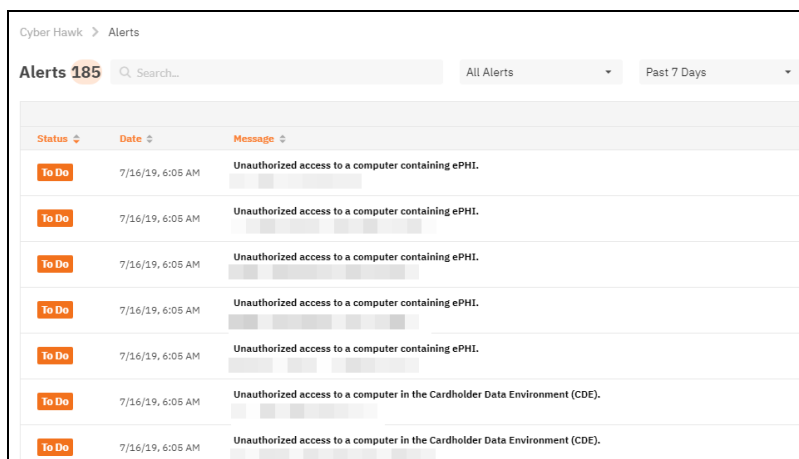 Cyber Hawk > Alerts
Alerts 185 Search... All Alerts Past 7 Days
Status Date Message
To Do 7/16/19, 6:05 AM Unauthorized access to a computer containing ePHI.
To Do 7/16/19, 6:05 AM Unauthorized access to a computer containing ePHI.
To Do 7/16/19, 6:05 AM Unauthorized access to a computer containing ePHI.
To Do 7/16/19, 6:05 AM Unauthorized access to a computer containing ePHI.
To Do 7/16/19, 6:05 AM Unauthorized access to a computer containing ePHI.
To Do 7/16/19, 6:05 AM Unauthorized access to a computer in the Cardholder Data Environment (CDE).
To Do 7/16/19, 6:05 AM Unauthorized access to a computer in the Cardholder Data Environment (CDE).